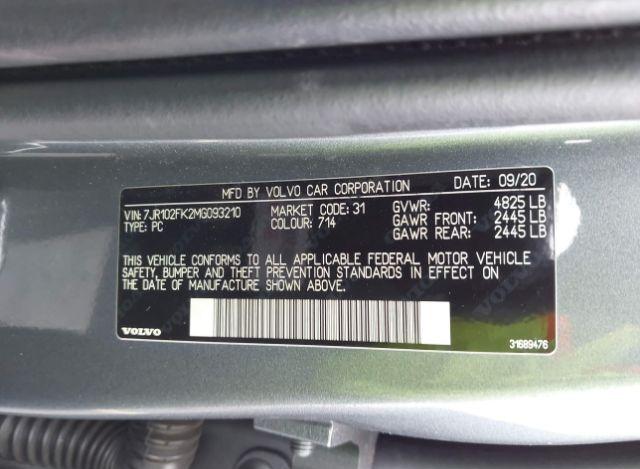 MFD BY VOLVO CAR CORPORATION DATE: 09/20
VIN: 7JR102FK2MG093210 MARKET CODE: 31 GVWR: 4825 LB
TYPE: PC COLOUR: 714 GAWR FRONT: 2445 LB
GAWR REAR: 2445 LB
THIS VEHICLE CONFORMS TO ALL APPLICABLE FEDERAL MOTOR VEHICLE
SAFETY, BUMPER AND THEFT PREVENTION STANDARDS IN EFFECT ON
THE DATE OF MANUFACTURE SHOWN ABOVE.
VOLVO 31689476